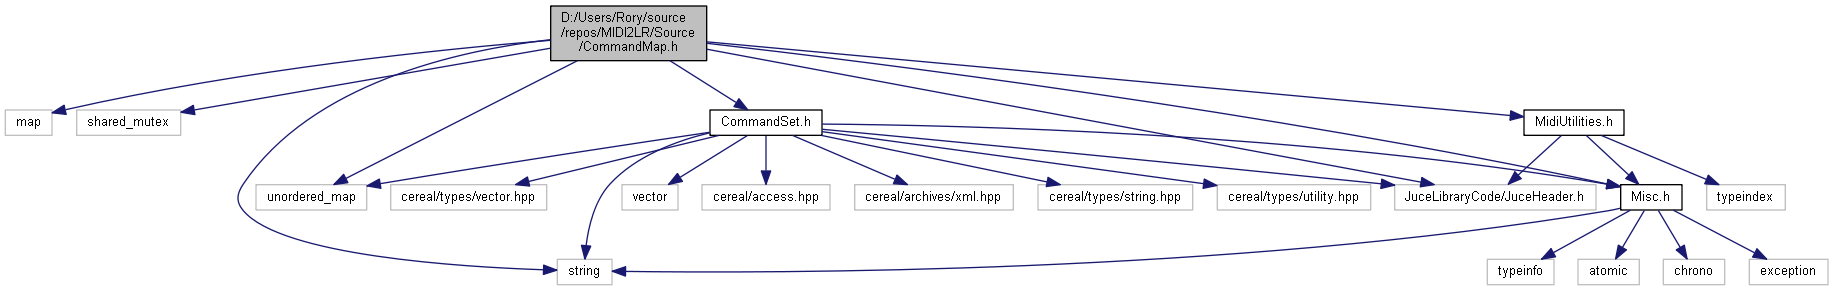 D:/Users/Rory/source
/repos/MIDI2LR/Source
/CommandMap.h
map
shared_mutex
CommandSet.h
MidiUtilities.h
unordered_map
cereal/types/vector.hpp
vector
cereal/access.hpp
cereal/archives/xml.hpp
cereal/types/string.hpp
cereal/types/utility.hpp
JuceLibraryCode/JuceHeader.h
Misc.h
typeindex
string
typeinfo
atomic
chrono
exception